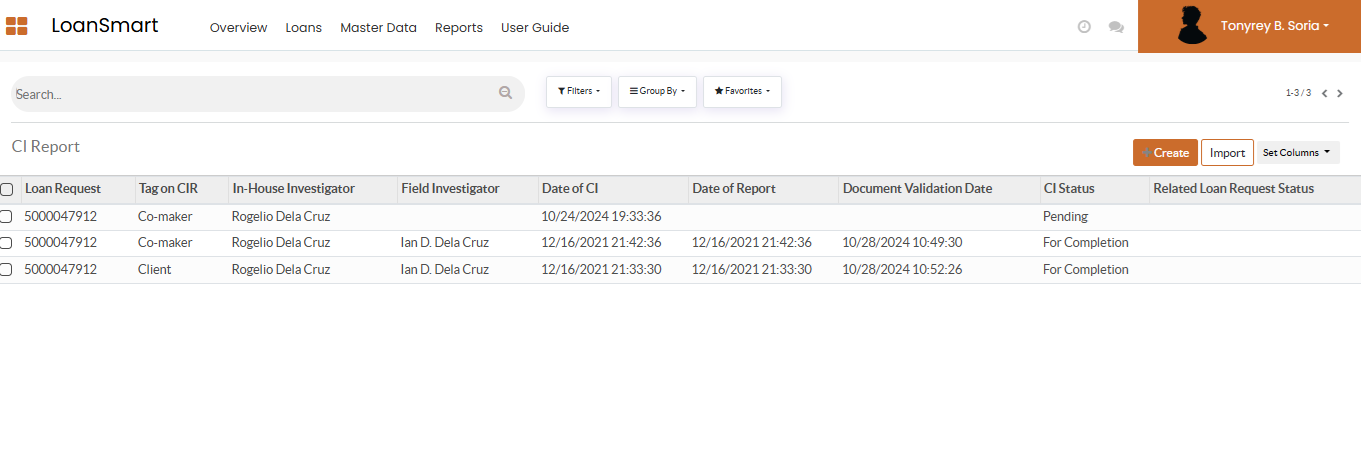 LoanSmart Overview Loans Master Data Reports User Guide Tonyrey B. Soria
Search... Filters Group By Favorites 1-3 / 3
CI Report
+ Create Import Set Columns
Loan Request Tag on CIR In-House Investigator Field Investigator Date of CI Date of Report Document Validation Date CI Status Related Loan Request Status
5000047912 Co-maker Rogelio Dela Cruz 10/24/2024 19:33:36 Pending
5000047912 Co-maker Rogelio Dela Cruz Ian D. Dela Cruz 12/16/2021 21:42:36 12/16/2021 21:42:36 10/28/2024 10:49:30 For Completion
5000047912 Client Rogelio Dela Cruz Ian D. Dela Cruz 12/16/2021 21:33:30 12/16/2021 21:33:30 10/28/2024 10:52:26 For Completion